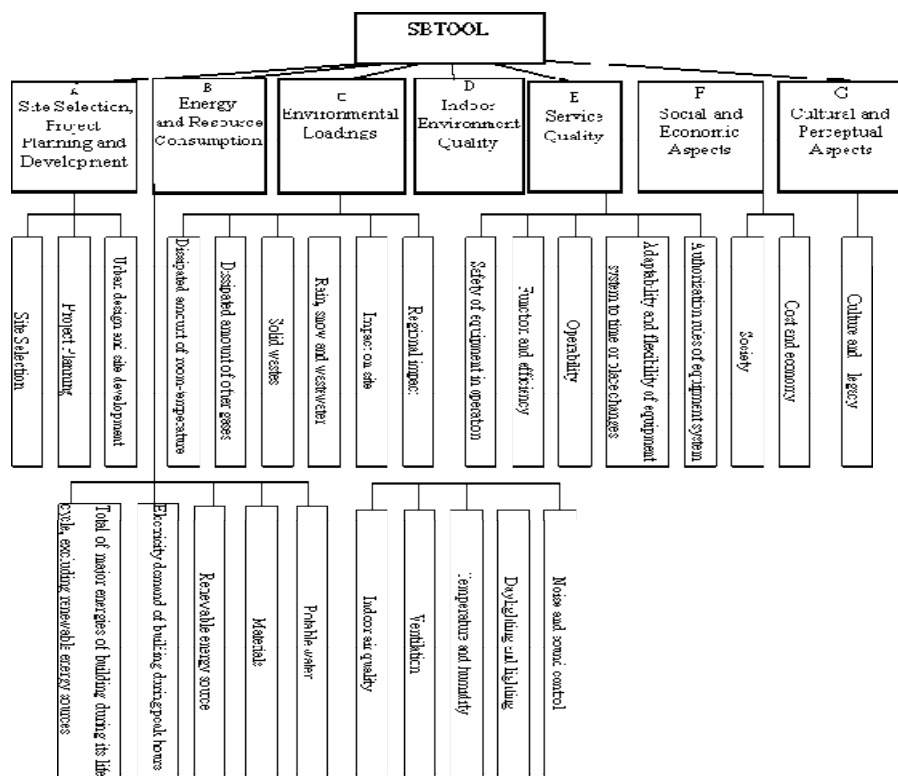 SBTOOL
A
Site Selection,
Project
Planning and
Development
B
Energy
and Resource
Consumption
C
Environmental
Loadings
D
Indoor
Environment
Quality
E
Service
Quality
F
Social and
Economic
Aspects
G
Cultural and
Perceptual
Aspects
Site Selection
Project Planning
Urban design and site development
Dissipated amount of room-temperature
Dissipated amount of other gases
Solid wastes
Rain, snow and wastewater
Impact on site
Regional impact
Safety of equipment in operation
Function and efficiency
Operability
Adaptability and flexibility of equipment
system to time or place changes
Authorization roles of equipment system
Society
Cost and economy
Culture and legacy
Total of major energies of building during its life
cycle, excluding renewable energy sources
Electricity demand of building during peak hours
Renewable energy source
Materials
Potable water
Indoor air quality
Ventilation
Temperature and humidity
Daylighting and lighting
Noise and sound control